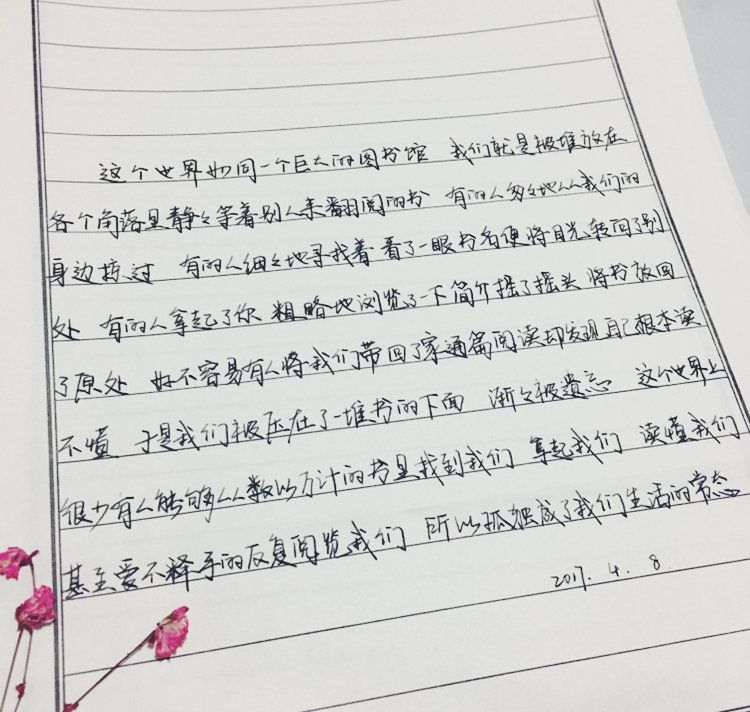 这个世界如同一个巨大的图书馆 我们就是被堆放在
各个角落里静々等着别人来翻阅的书 有的人匆々地从我们的
身边掠过 有的人细々地寻找着 看了一眼书名便将目光转回了别
处 有的人拿起了你 粗略地浏览了一下简介摇了摇头 将书放回
了原处 好不容易有人将我们带回了家通篇阅读却发现自己根本读
不懂 于是我们被压在了一堆书的下面 渐々被遗忘 这个世界上
很少有人能够从数以万计的书里找到我们 拿起我们 读懂我们
甚至爱不释手的反复阅览我们 所以孤独成了我们生活的常态
2017. 4. 8